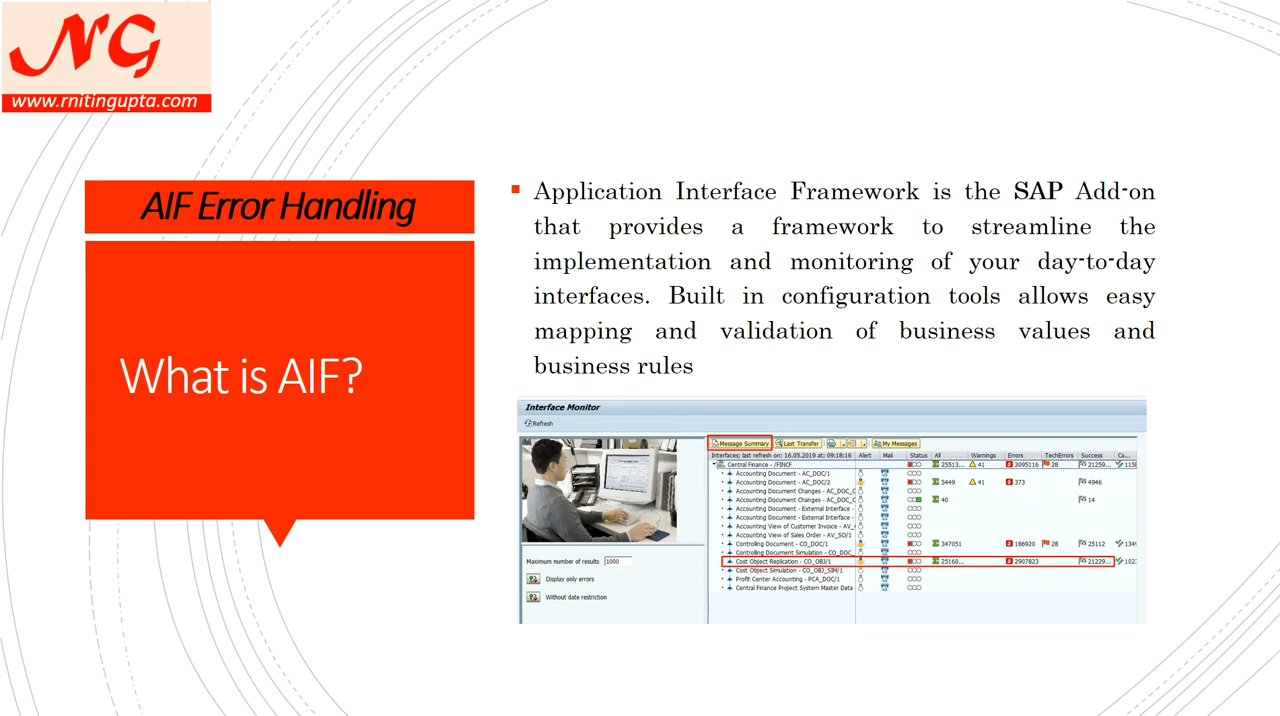 NG
www.rnitingupta.com
AIF Error Handling
What is AIF?
Application Interface Framework is the SAP Add-on
that provides a framework to streamline the
implementation and monitoring of your day-to-day
interfaces. Built in configuration tools allows easy
mapping and validation of business values and
business rules
Interface Monitor
Refresh
Message Summary Last Transfer My Messages
Interfaces; last refresh on: 16.05.2019 at: 09:18:16 Alert Mail Status All Warnings Errors TechErrors Success Ca...
Central Finance - /FINCF 25513... 41 3095116 28 21259...
Accounting Document - AC_DOC/1
Accounting Document - AC_DOC/2 5449 41 373 4946
Accounting Document Changes - AC_DOC_C
Accounting Document Changes - AC_DOC_C 40 14
Accounting Document - External Interface -
Accounting Document - External Interface -
Accounting View of Customer Invoice - AV_
Accounting View of Sales Order - AV_SO/1
Controlling Document - CO_DOC/1 347051 186920 28 25112 1349
Controlling Document Simulation - CO_DOC_
Cost Object Replication - CO_OBJ/1 25160... 2907823 21229... 102
Cost Object Simulation - CO_OBJ_SIM/1
Profit Center Accounting - PCA_DOC/1
Central Finance Project System Master Data
Maximum number of results 1000
Display only errors
Without date restriction